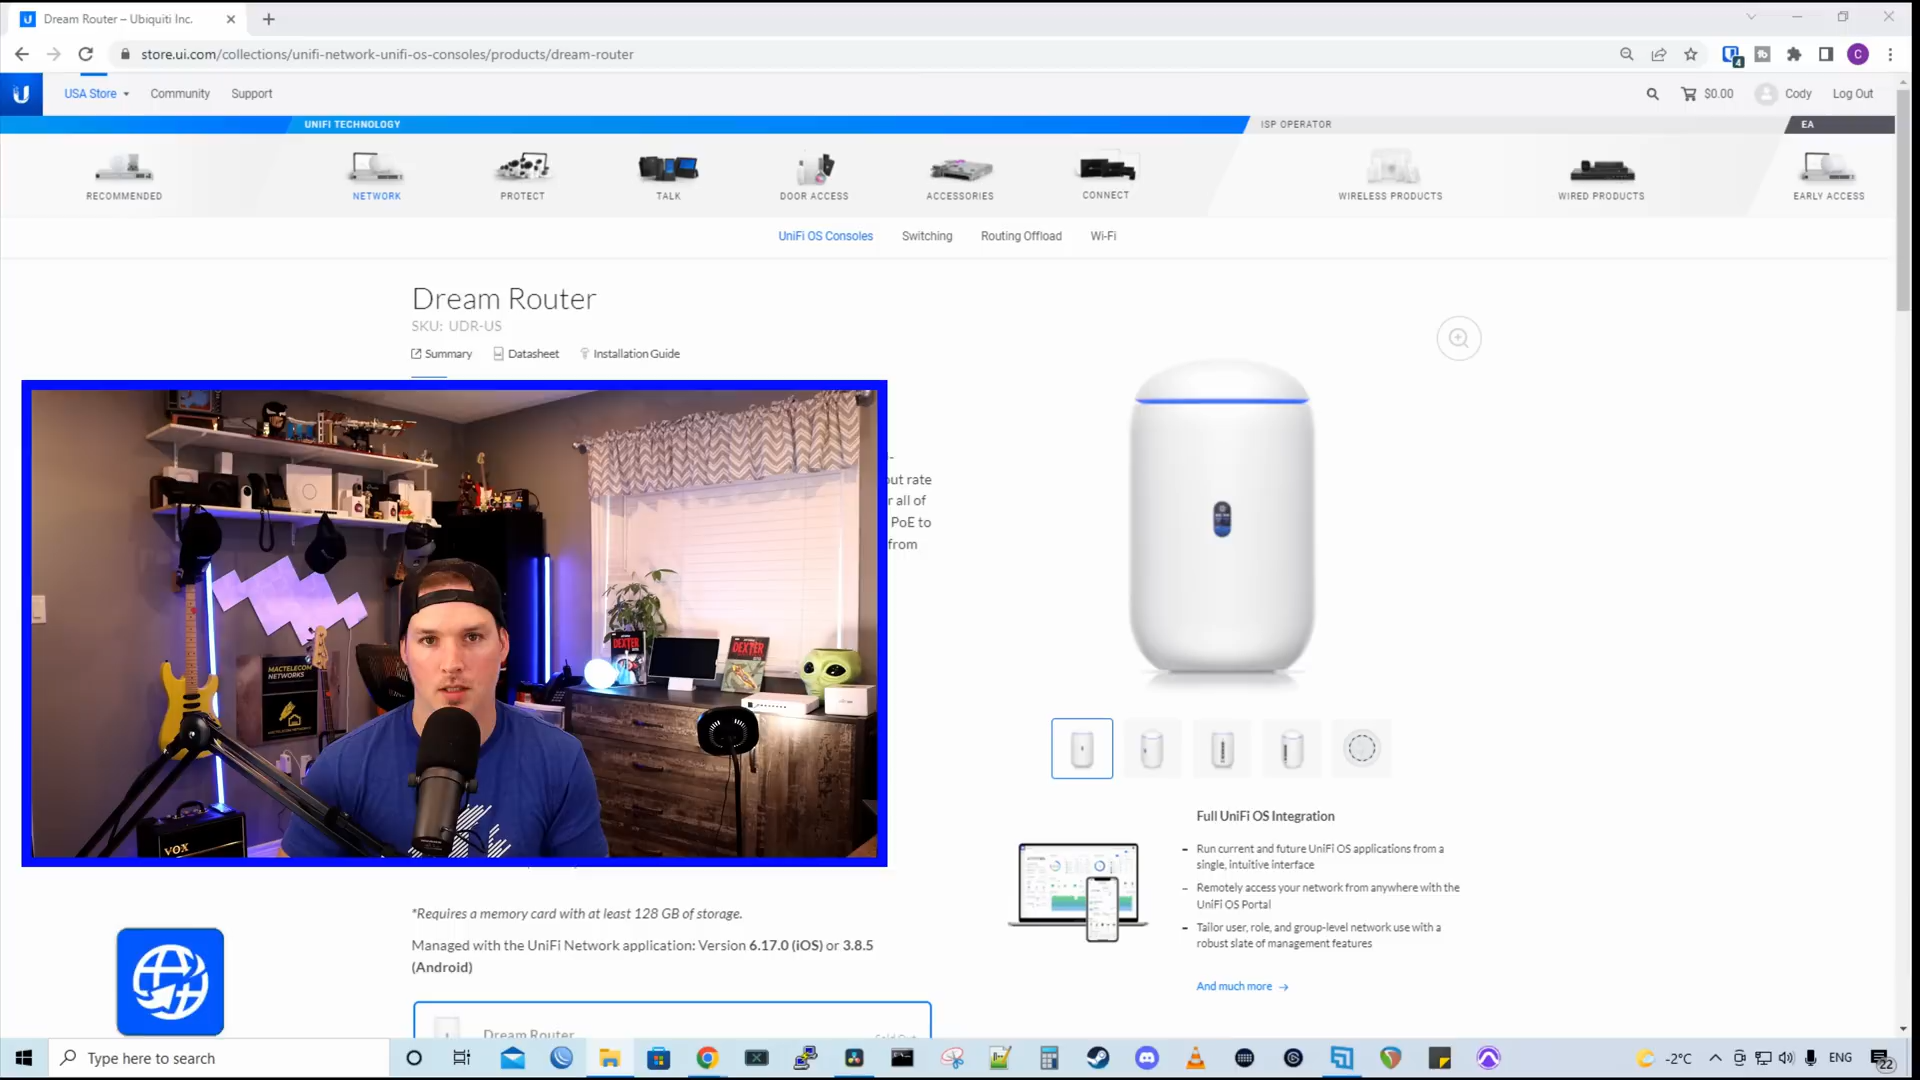 Dream Router – Ubiquiti Inc.
store.ui.com/collections/unifi-network-unifi-os-consoles/products/dream-router
4
C
USA Store
Community
Support
$0.00
Cody
Log Out
UNIFI TECHNOLOGY
ISP OPERATOR
EA
RECOMMENDED
NETWORK
PROTECT
TALK
DOOR ACCESS
ACCESSORIES
CONNECT
WIRELESS PRODUCTS
WIRED PRODUCTS
EARLY ACCESS
UniFi OS Consoles
Switching
Routing Offload
Wi-Fi
Dream Router
SKU: UDR-US
Summary
Datasheet
Installation Guide
-
out rate
r all of
PoE to
from
DEXTER
DEXTER
MACTELECOM
NETWORKS
VOX
*Requires a memory card with at least 128 GB of storage.
Managed with the UniFi Network application: Version 6.17.0 (iOS) or 3.8.5
(Android)
Dream Router
Sold Out
Full UniFi OS Integration
- Run current and future UniFi OS applications from a
single, intuitive interface
- Remotely access your network from anywhere with the
UniFi OS Portal
- Tailor user, role, and group-level network use with a
robust slate of management features
And much more →
Type here to search
-2°C
ENG
22